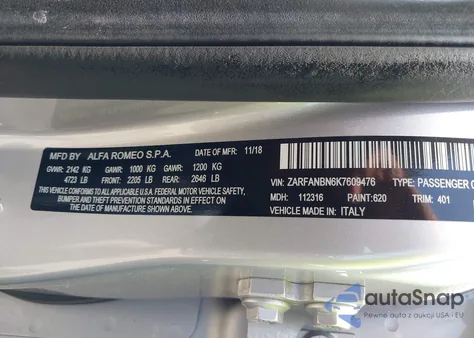 MFD BY ALFA ROMEO S.P.A. DATE OF MFR: 11/18
GVWR: 2142 KG GAWR: 1000 KG GAWR: 1200 KG
4723 LB FRONT: 2205 LB REAR: 2646 LB
THIS VEHICLE CONFORMS TO ALL APPLICABLE U.S.A. FEDERAL MOTOR VEHICLE SAFETY,
BUMPER AND THEFT PREVENTION STANDARDS IN EFFECT ON
THE DATE OF MANUFACTURE SHOWN ABOVE.
VIN: ZARFANBN6K7609476 TYPE: PASSENGER C
MDH: 112316 PAINT:620 TRIM: 401
VEHICLE MADE IN: ITALY
autoSnap
Pewne auta z aukcji USA i EU